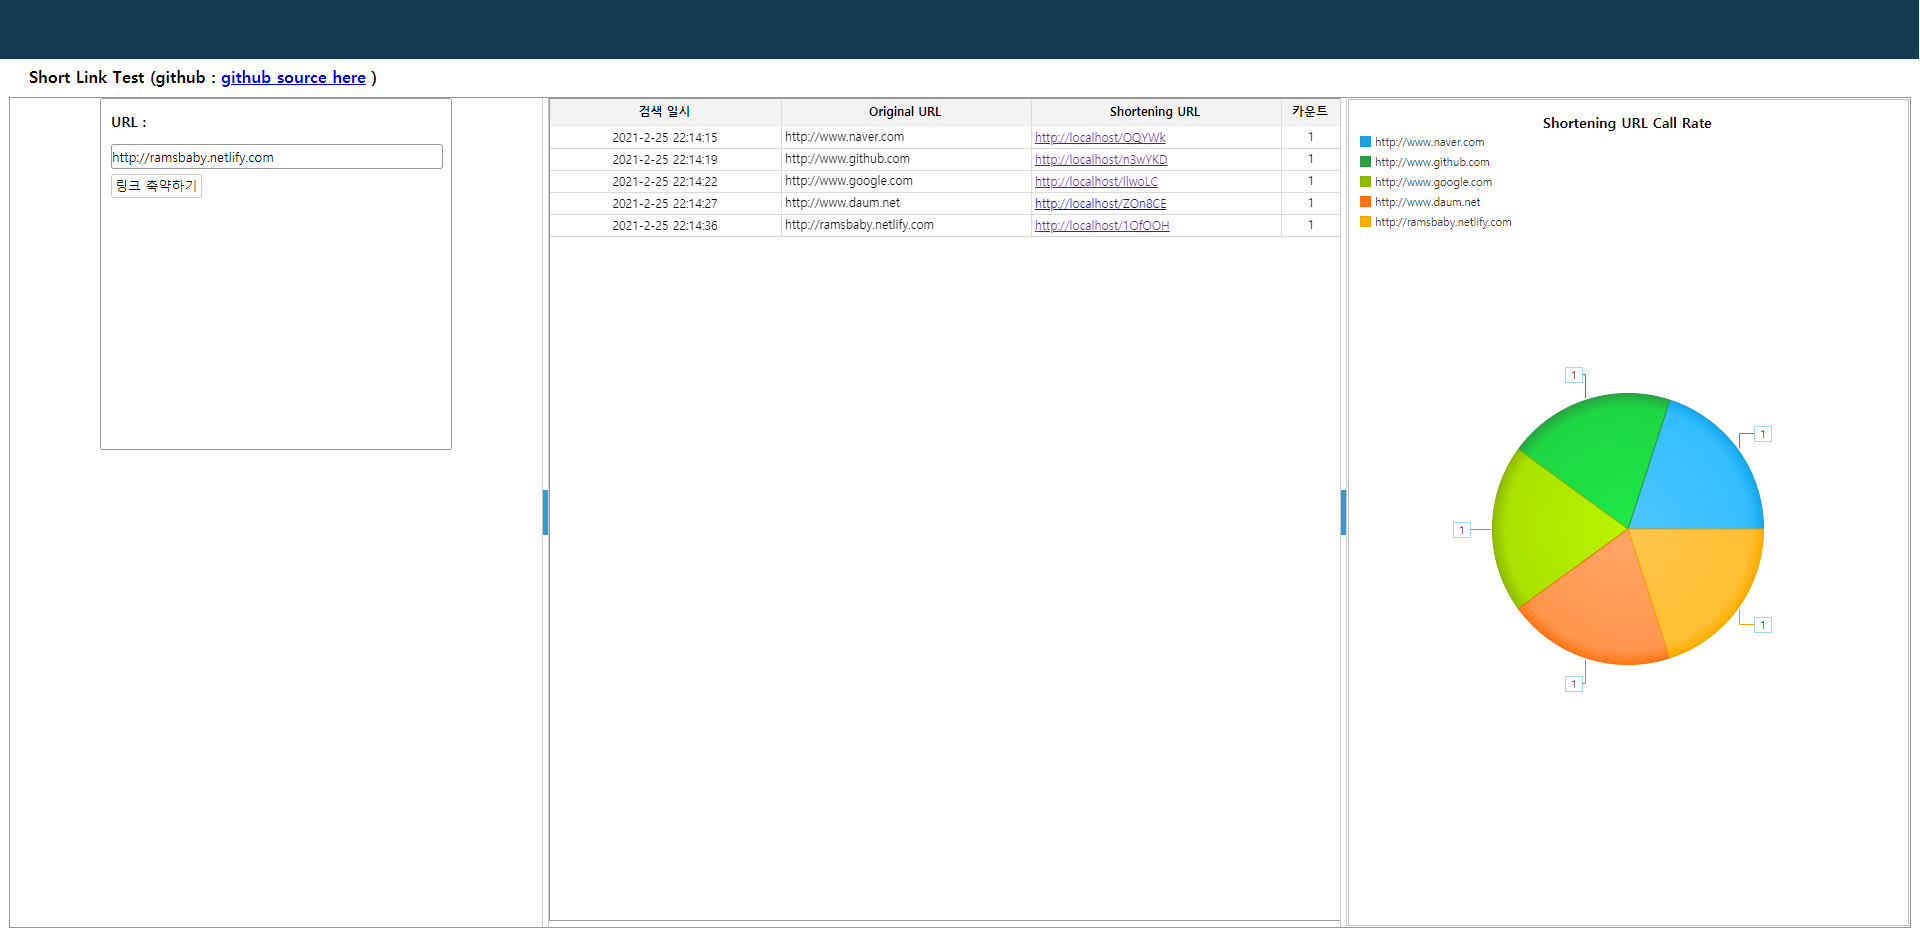 Short Link Test (github : github source here )
URL :
http://ramsbaby.netlify.com
링크 축약하기
검색 일시 Original URL Shortening URL 카운트
2021-2-25 22:14:15 http://www.naver.com http://localhost/OQYWk 1
2021-2-25 22:14:19 http://www.github.com http://localhost/n3wYKD 1
2021-2-25 22:14:22 http://www.google.com http://localhost/llwoLC 1
2021-2-25 22:14:27 http://www.daum.net http://localhost/ZOn8CE 1
2021-2-25 22:14:36 http://ramsbaby.netlify.com http://localhost/1OfOOH 1
Shortening URL Call Rate
http://www.naver.com
http://www.github.com
http://www.google.com
http://www.daum.net
http://ramsbaby.netlify.com
1
1
1
1
1